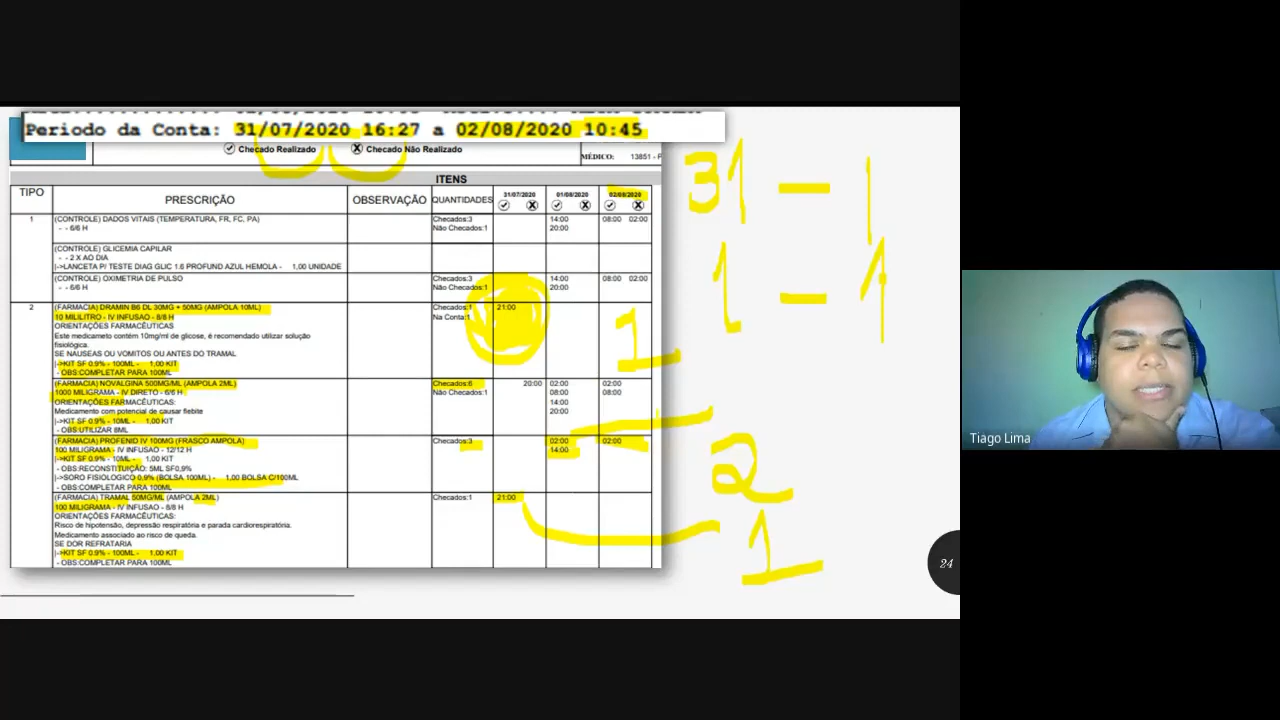 Periodo da Conta: 31/07/2020 16:27 a 02/08/2020 10:45
Checado Realizado Checado Não Realizado
MÉDICO: 13851 - F
ITENS
TIPO PRESCRIÇÃO OBSERVAÇÃO QUANTIDADES 31/07/2020 01/08/2020 02/08/2020
1 (CONTROLE) DADOS VITAIS (TEMPERATURA, FR, FC, PA) Checados:3 14:00 08:00 02:00
- - 6/6 H Não Checados:1 20:00
(CONTROLE) GLICEMIA CAPILAR
- - 2 X AO DIA
|->LANCETA P/ TESTE DIAG GLIC 1.6 PROFUND AZUL HEMOLA - 1,00 UNIDADE
(CONTROLE) OXIMETRIA DE PULSO Checados:3 14:00 08:00 02:00
- - 6/6 H Não Checados:1 20:00
2 (FARMACIA) DRAMIN B6 DL 30MG + 50MG (AMPOLA 10ML) Checados:1 21:00
10 MILILITRO - IV INFUSAO - 8/8 H Na Conta:1
ORIENTAÇÕES FARMACÊUTICAS
Este medicamento contém 10mg/ml de glicose, é recomendado utilizar solução
fisiológica.
SE NAUSEAS OU VOMITOS OU ANTES DO TRAMAL
|->KIT SF 0.9% - 100ML - 1,00 KIT
- OBS:COMPLETAR PARA 100ML
(FARMACIA) NOVALGINA 500MG/ML (AMPOLA 2ML) Checados:6 20:00 02:00 02:00
1000 MILIGRAMA - IV DIRETO - 6/6 H Não Checados:1 08:00 08:00
ORIENTAÇÕES FARMACÊUTICAS: 14:00
Medicamento com potencial de causar flebite 20:00
|->KIT SF 0.9% - 10ML - 1,00 KIT
- OBS:UTILIZAR 8ML
(FARMACIA) PROFENID IV 100MG (FRASCO AMPOLA) Checados:3 02:00 02:00
100 MILIGRAMA - IV INFUSAO - 12/12 H 14:00
|->KIT SF 0.9% - 10ML - 1,00 KIT
- OBS:RECONSTITUIÇÃO: 5ML SF0,9%
|->SORO FISIOLOGICO 0,9% (BOLSA 100ML) - 1,00 BOLSA C/100ML
- OBS:COMPLETAR PARA 100ML
(FARMACIA) TRAMAL 50MG/ML (AMPOLA 2ML) Checados:1 21:00
100 MILIGRAMA - IV INFUSAO - 8/8 H
ORIENTAÇÕES FARMACÊUTICAS:
Risco de hipotensão, depressão respiratória e parada cardiorespiratória.
Medicamento associado ao risco de queda.
SE DOR REFRATARIA
|->KIT SF 0.9% - 100ML - 1,00 KIT
- OBS:COMPLETAR PARA 100ML
31 - 1
1 - 1
1
2
1
24
Tiago Lima